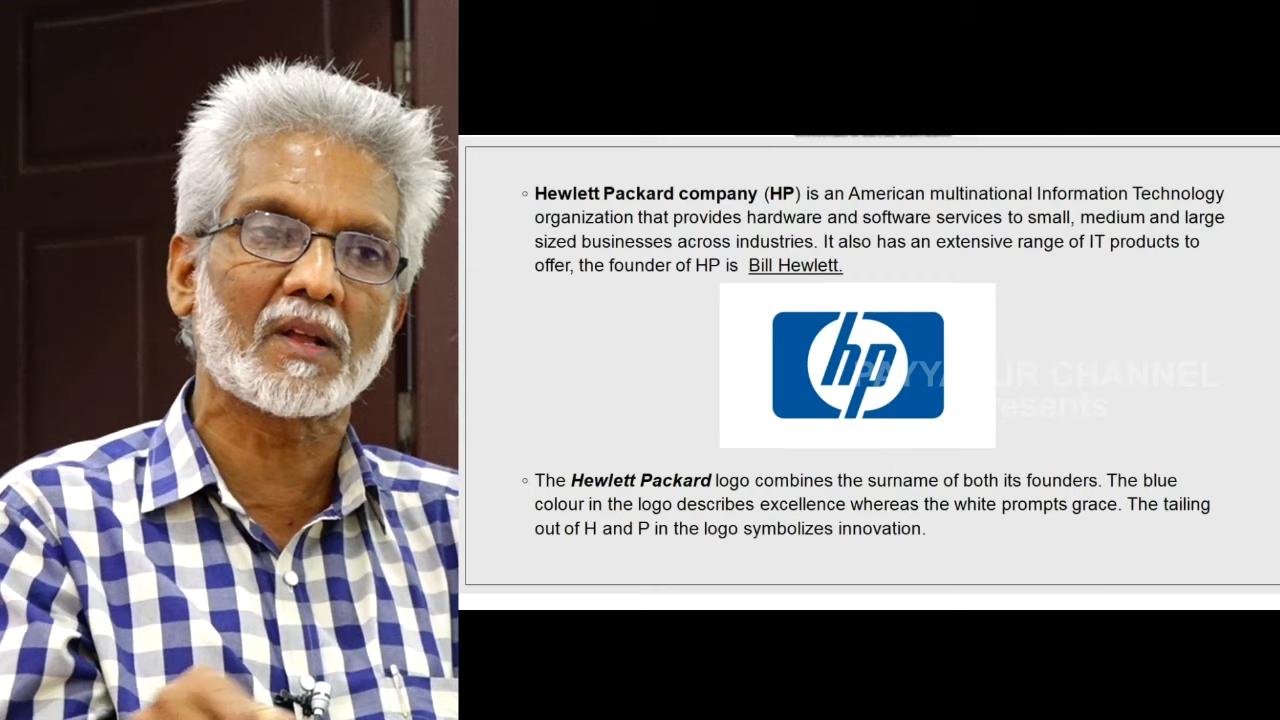 ◦ Hewlett Packard company (HP) is an American multinational Information Technology
organization that provides hardware and software services to small, medium and large
sized businesses across industries. It also has an extensive range of IT products to
offer, the founder of HP is Bill Hewlett.
hp
CHANNEL
◦ The Hewlett Packard logo combines the surname of both its founders. The blue
colour in the logo describes excellence whereas the white prompts grace. The tailing
out of H and P in the logo symbolizes innovation.